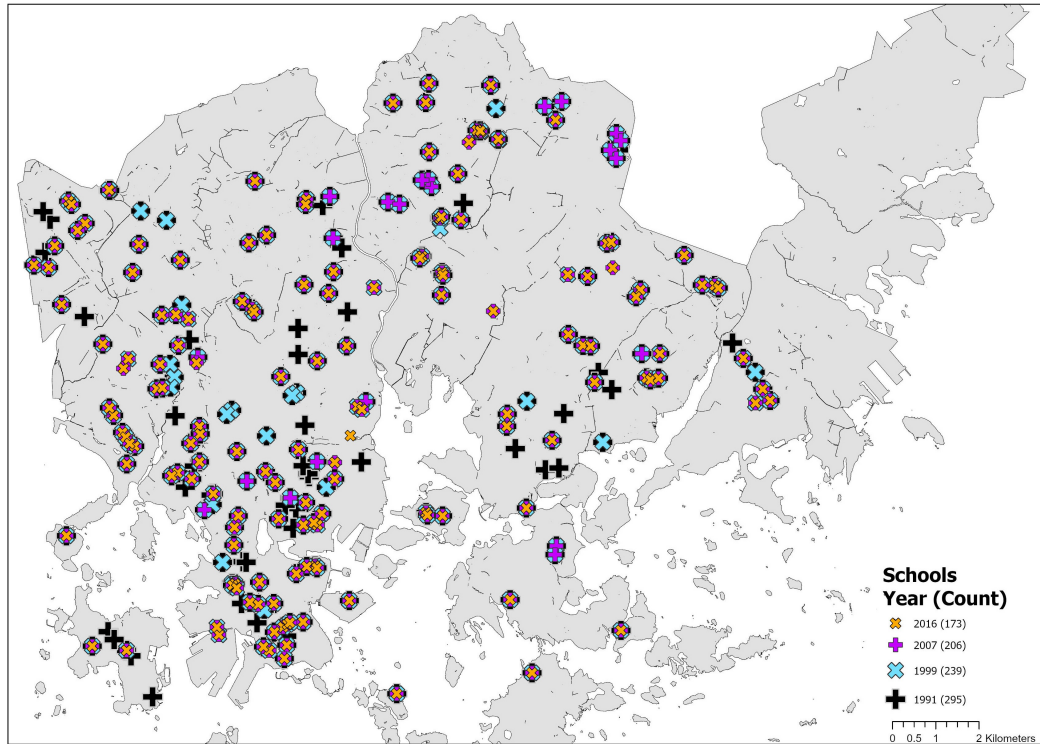 Schools
Year (Count)
2016 (173)
2007 (206)
1999 (239)
1991 (295)
0 0.5 1 2 Kilometers